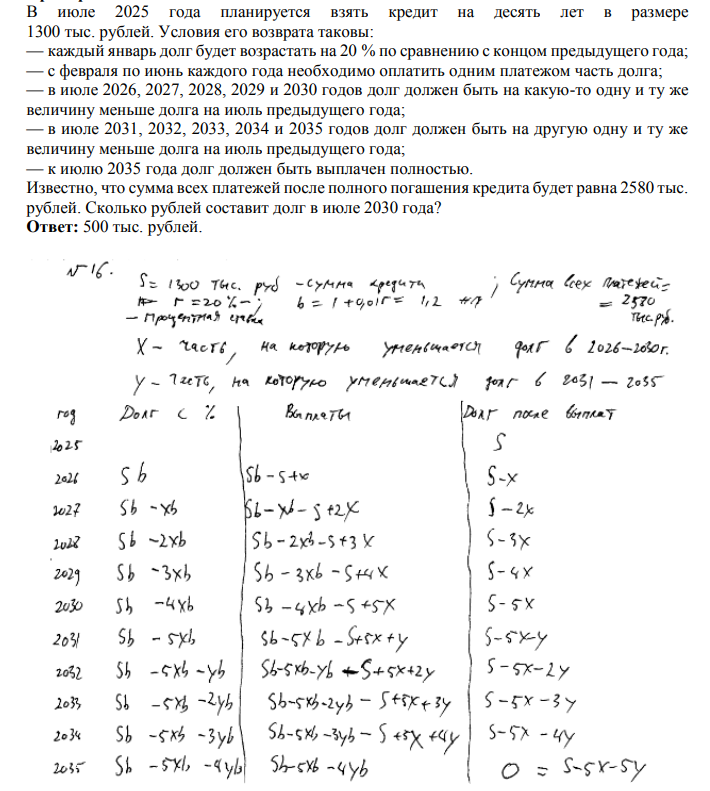 В июле 2025 года планируется взять кредит на десять лет в размере
1300 тыс. рублей. Условия его возврата таковы:
— каждый январь долг будет возрастать на 20 % по сравнению с концом предыдущего года;
— с февраля по июнь каждого года необходимо оплатить одним платежом часть долга;
— в июле 2026, 2027, 2028, 2029 и 2030 годов долг должен быть на какую-то одну и ту же
величину меньше долга на июль предыдущего года;
— в июле 2031, 2032, 2033, 2034 и 2035 годов долг должен быть на другую одну и ту же
величину меньше долга на июль предыдущего года;
— к июлю 2035 года долг должен быть выплачен полностью.
Известно, что сумма всех платежей после полного погашения кредита будет равна 2580 тыс.
рублей. Сколько рублей составит долг в июле 2030 года?
Ответ: 500 тыс. рублей.
№16.
S = 1300 тыс. руб - сумма кредита ; Сумма всех платежей =
r = 20% - ; b = 1 + 0,01r = 1,2 = 2580
- процентная ставка тыс руб.
X - часть, на которую уменьшается долг в 2026-2030г.
y - часть, на которую уменьшается долг в 2031 - 2035
год Долг с % Выплаты Долг после выплат
2025 S
2026 Sb Sb-S+x S-x
2027 Sb -xb Sb-xb-S+2x S-2x
2028 Sb -2xb Sb-2xb-S+3x S-3x
2029 Sb -3xb Sb-3xb-S+4x S-4x
2030 Sb -4xb Sb-4xb-S+5x S-5x
2031 Sb -5xb Sb-5xb-S+5x+y S-5x-y
2032 Sb -5xb-yb Sb-5xb-yb-S+5x+2y S-5x-2y
2033 Sb -5xb-2yb Sb-5xb-2yb-S+5x+3y S-5x-3y
2034 Sb -5xb-3yb Sb-5xb-3yb-S+5x+4y S-5x-4y
2035 Sb -5xb-4yb Sb-5xb-4yb 0 = S-5x-5y